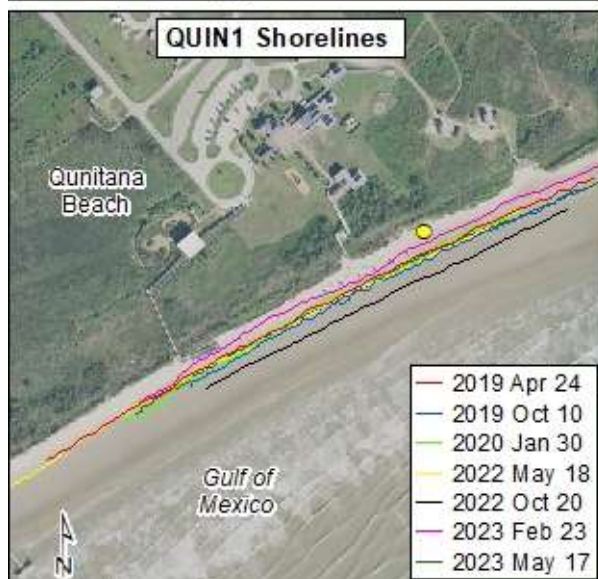 QUIN1 Shorelines
Qunitana
Beach
Gulf of
Mexico
N
2019 Apr 24
2019 Oct 10
2020 Jan 30
2022 May 18
2022 Oct 20
2023 Feb 23
2023 May 17